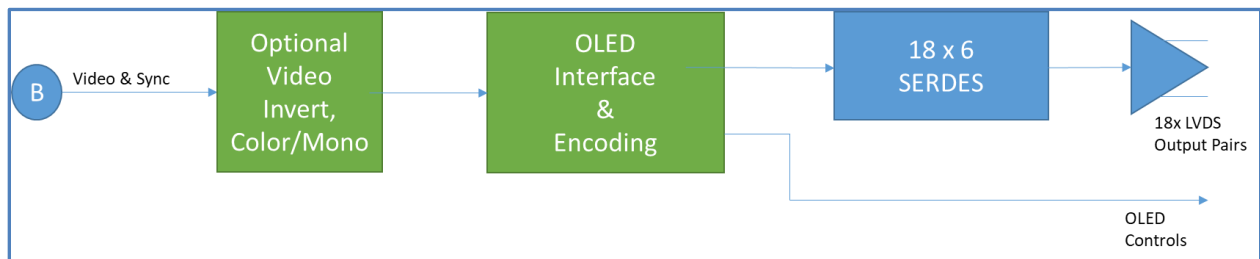 B
Video & Sync
Optional
Video
Invert,
Color/Mono
OLED
Interface
&
Encoding
18 x 6
SERDES
18x LVDS
Output Pairs
OLED
Controls